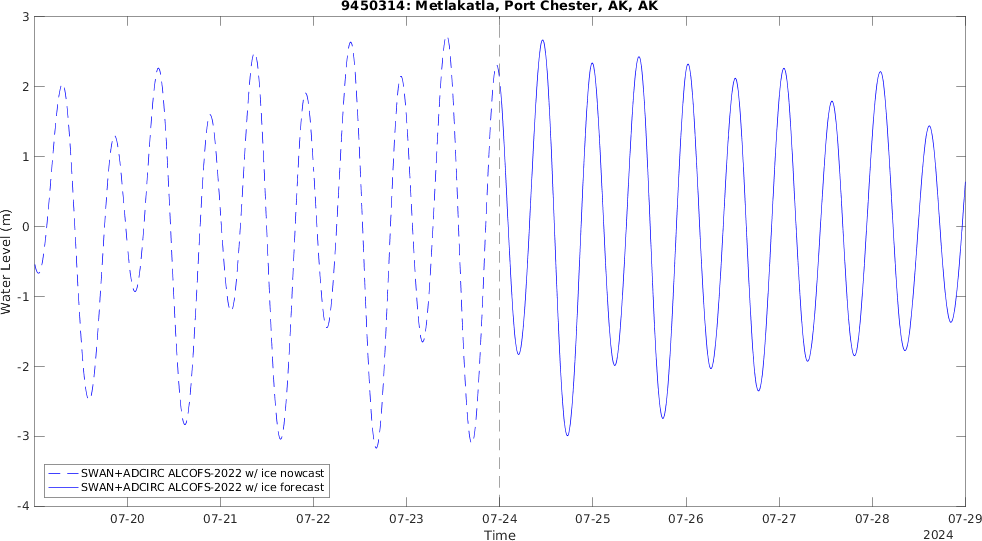 9450314: Metlakatla, Port Chester, AK, AK
3
2
1
0
-1
-2
-3
-4
Water Level (m)
SWAN+ADCIRC ALCOFS-2022 w/ ice nowcast
SWAN+ADCIRC ALCOFS-2022 w/ ice forecast
07-20 07-21 07-22 07-23 07-24 07-25 07-26 07-27 07-28 07-29
Time
2024